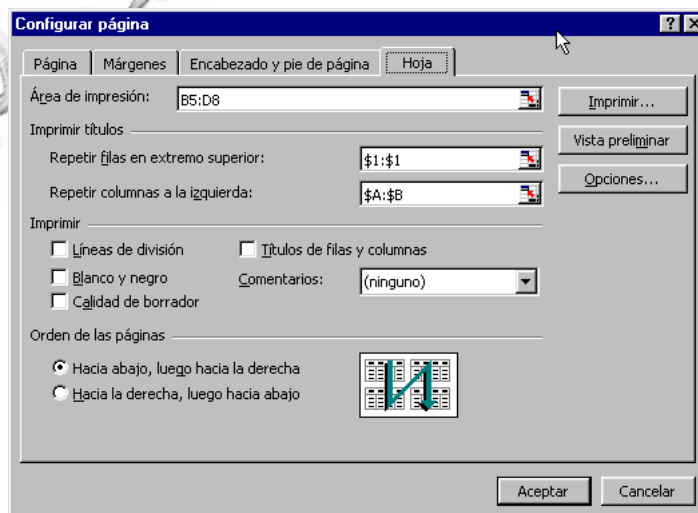 Configurar página
Página Márgenes Encabezado y pie de página Hoja
Área de impresión: B5:D8 Imprimir...
Imprimir títulos Vista preliminar
Repetir filas en extremo superior: $1:$1
Opciones...
Repetir columnas a la izquierda: $A:$B
Imprimir
Líneas de división Títulos de filas y columnas
Blanco y negro Comentarios: (ninguno)
Calidad de borrador
Orden de las páginas
Hacia abajo, luego hacia la derecha
Hacia la derecha, luego hacia abajo
Aceptar Cancelar